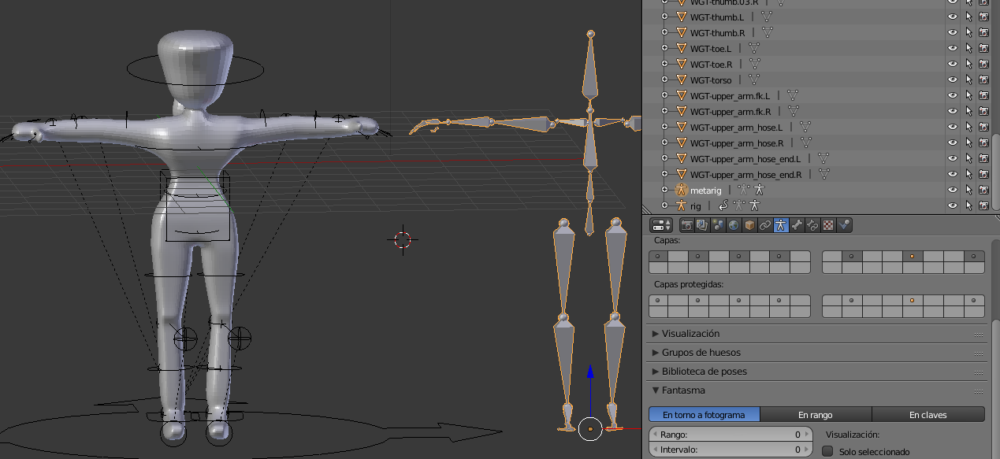 WGT-thumb.03.R
WGT-thumb.L
WGT-thumb.R
WGT-toe.L
WGT-toe.R
WGT-torso
WGT-upper_arm.fk.L
WGT-upper_arm.fk.R
WGT-upper_arm_hose.L
WGT-upper_arm_hose.R
WGT-upper_arm_hose_end.L
WGT-upper_arm_hose_end.R
metarig
rig
Capas:
Capas protegidas:
Visualización
Grupos de huesos
Biblioteca de poses
Fantasma
En torno a fotograma En rango En claves
Rango: 0 Visualización:
Intervalo: 0 Solo seleccionado